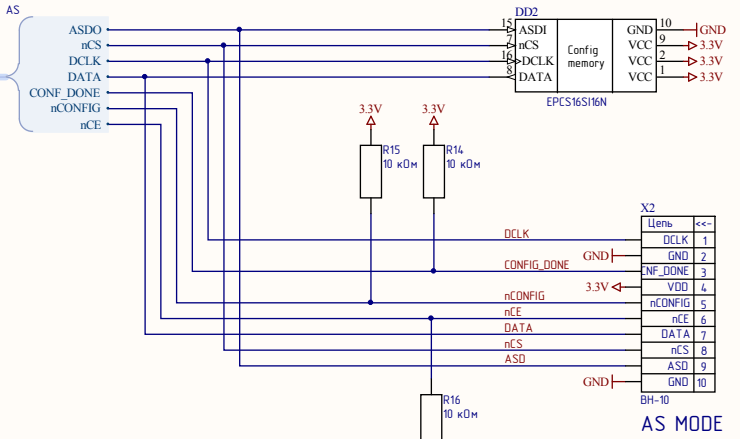 AS
ASDO
nCS
DCLK
DATA
CONF_DONE
nCONFIG
nCE
DD2
15 ASDI
7 nCS
16 DCLK
8 DATA
Config
memory
GND 10 GND
VCC 9 3.3V
VCC 2 3.3V
VCC 1 3.3V
EPCS16SI16N
3.3V 3.3V
R15
10 кОм
R14
10 кОм
X2
Цепь <<-
DCLK DCLK 1
GND GND 2
CONFIG_DONE CNF_DONE 3
3.3V VDD 4
nCONFIG nCONFIG 5
nCE nCE 6
DATA DATA 7
nCS nCS 8
ASD ASD 9
GND GND 10
BH-10
R16
10 кОм
AS MODE